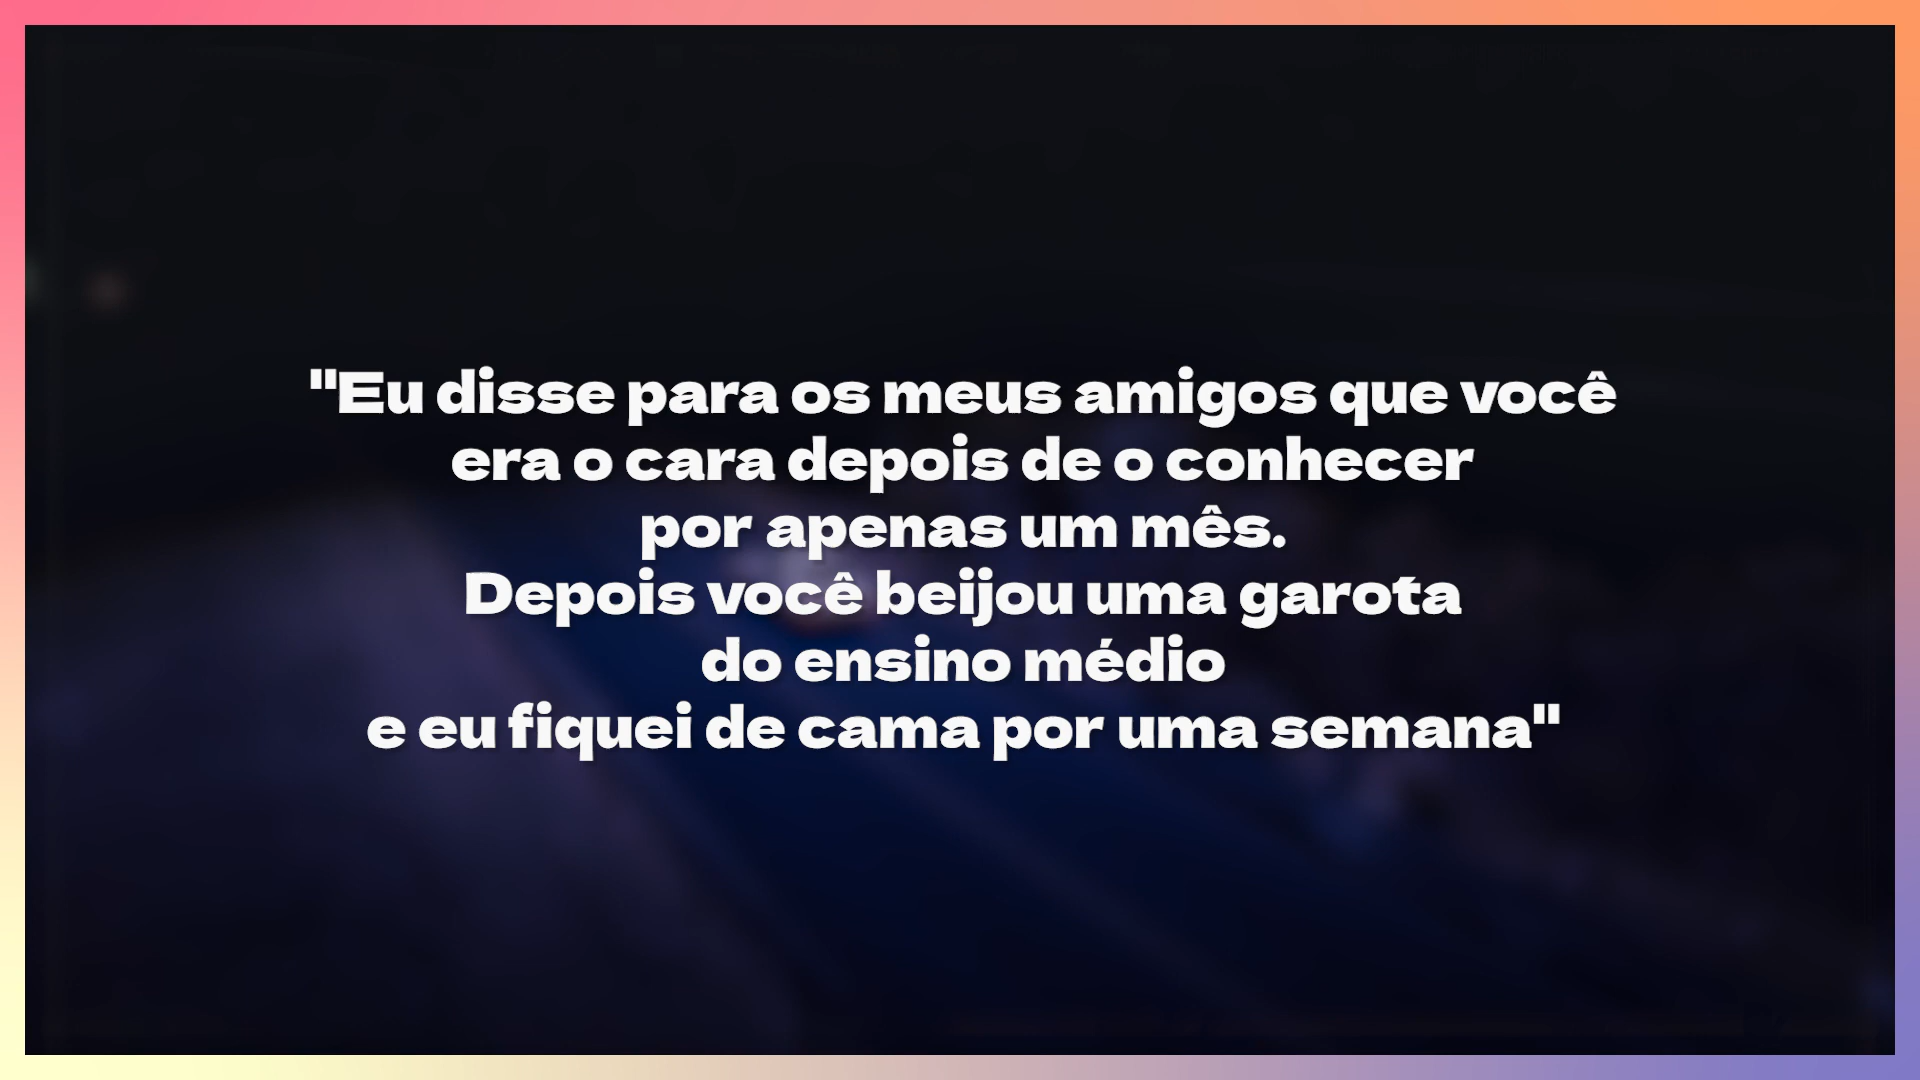 "Eu disse para os meus amigos que você
era o cara depois de o conhecer
por apenas um mês.
Depois você beijou uma garota
do ensino médio
e eu fiquei de cama por uma semana"